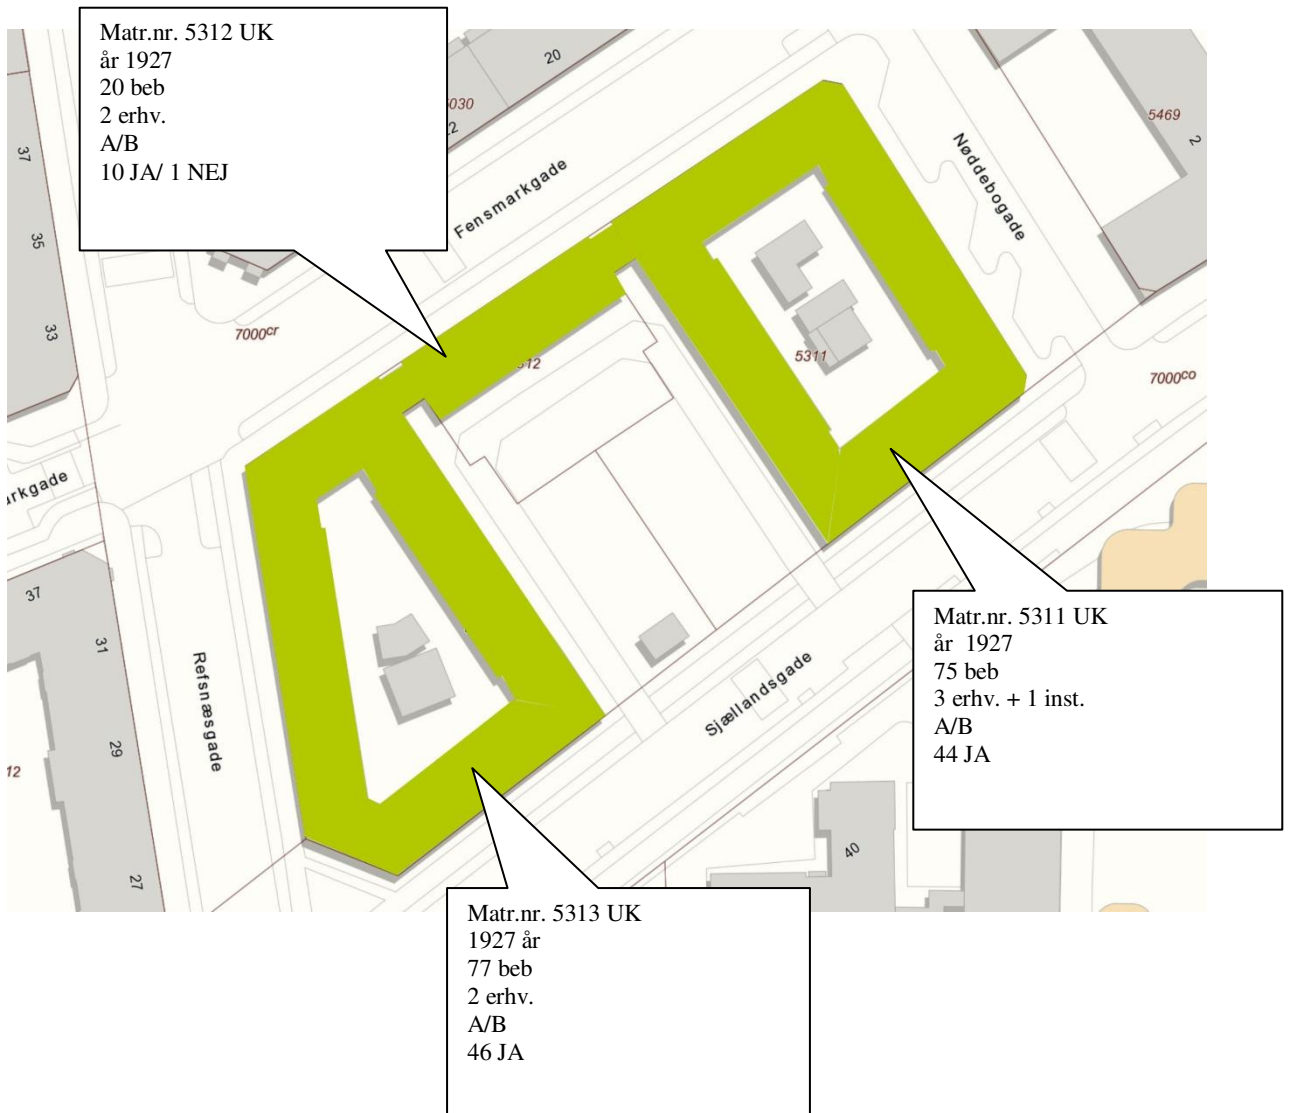 Matr.nr. 5312 UK
år 1927
20 beb
2 erhv.
A/B
10 JA/ 1 NEJ
20
5469
2
37
35
33
Fensmarkgade
Nøddebogade
7000cr
5311
7000co
37
31
29
27
12
Refsnæsgade
Sjællandsgade
40
Matr.nr. 5311 UK
år 1927
75 beb
3 erhv. + 1 inst.
A/B
44 JA
Matr.nr. 5313 UK
1927 år
77 beb
2 erhv.
A/B
46 JA